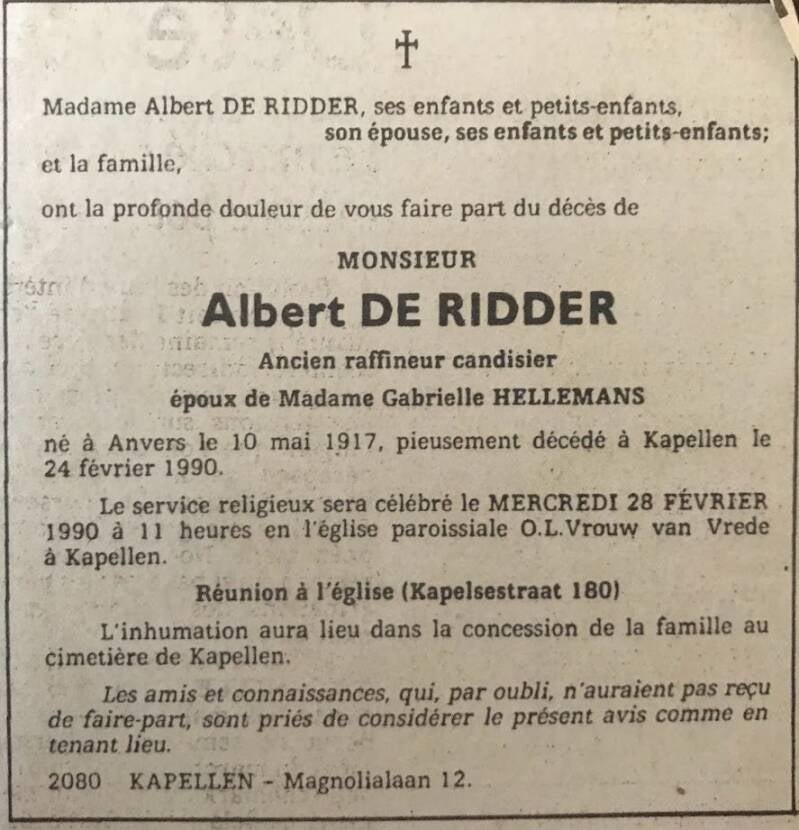 Madame Albert DE RIDDER, ses enfants et petits-enfants,
son épouse, ses enfants et petits-enfants;
et la famille,
ont la profonde douleur de vous faire part du décès de
MONSIEUR
Albert DE RIDDER
Ancien raffineur candisier
époux de Madame Gabrielle HELLEMANS
né à Anvers le 10 mai 1917, pieusement décédé à Kapellen le
24 février 1990.
Le service religieux sera célébré le MERCREDI 28 FÉVRIER
1990 à 11 heures en l'église paroissiale O.L.Vrouw van Vrede
à Kapellen.
Réunion à l'église (Kapelsestraat 180)
L'inhumation aura lieu dans la concession de la famille au
cimetière de Kapellen.
Les amis et connaissances, qui, par oubli, n'auraient pas reçu
de faire-part, sont priés de considérer le présent avis comme en
tenant lieu.
2080 KAPELLEN - Magnolialaan 12.